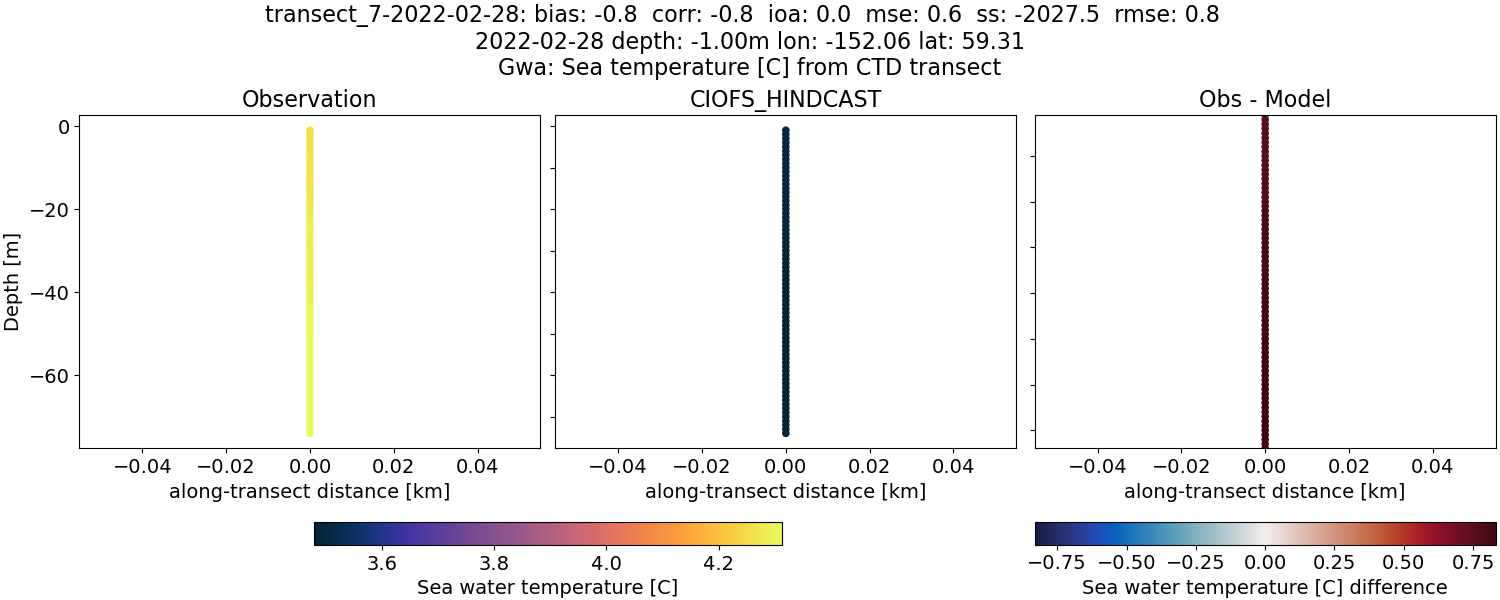 transect_7-2022-02-28: bias: -0.8  corr: -0.8  ioa: 0.0  mse: 0.6  ss: -2027.5  rmse: 0.8
2022-02-28 depth: -1.00m lon: -152.06 lat: 59.31
Gwa: Sea temperature [C] from CTD transect
Observation
CIOFS_HINDCAST
Obs - Model
0
−20
−40
−60
Depth [m]
−0.04 −0.02 0.00 0.02 0.04
−0.04 −0.02 0.00 0.02 0.04
−0.04 −0.02 0.00 0.02 0.04
along-transect distance [km]
along-transect distance [km]
along-transect distance [km]
3.6 3.8 4.0 4.2
Sea water temperature [C]
−0.75 −0.50 −0.25 0.00 0.25 0.50 0.75
Sea water temperature [C] difference